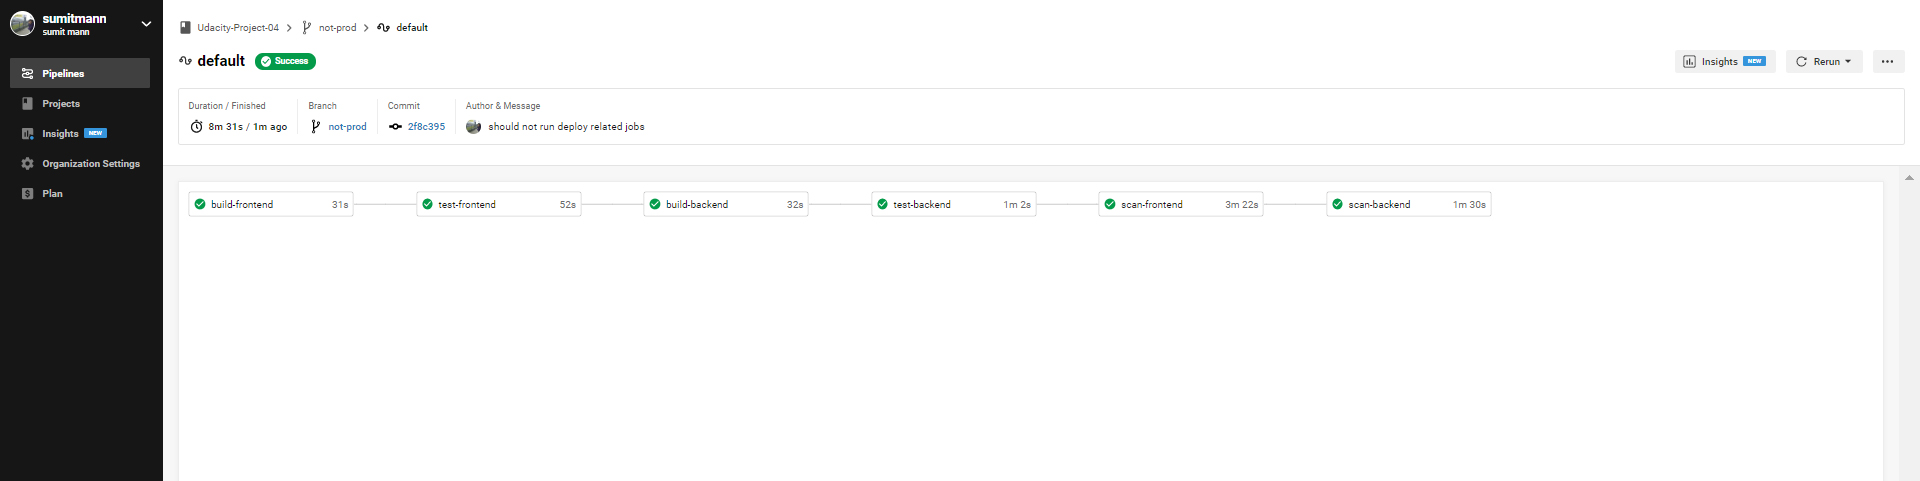 sumitmann
sumit mann
Pipelines
Projects
Insights NEW
Organization Settings
Plan
Udacity-Project-04 not-prod default
default Success
Insights NEW Rerun
Duration / Finished Branch Commit Author & Message
8m 31s / 1m ago not-prod 2f8c395 should not run deploy related jobs
build-frontend 31s test-frontend 52s build-backend 32s test-backend 1m 2s scan-frontend 3m 22s scan-backend 1m 30s